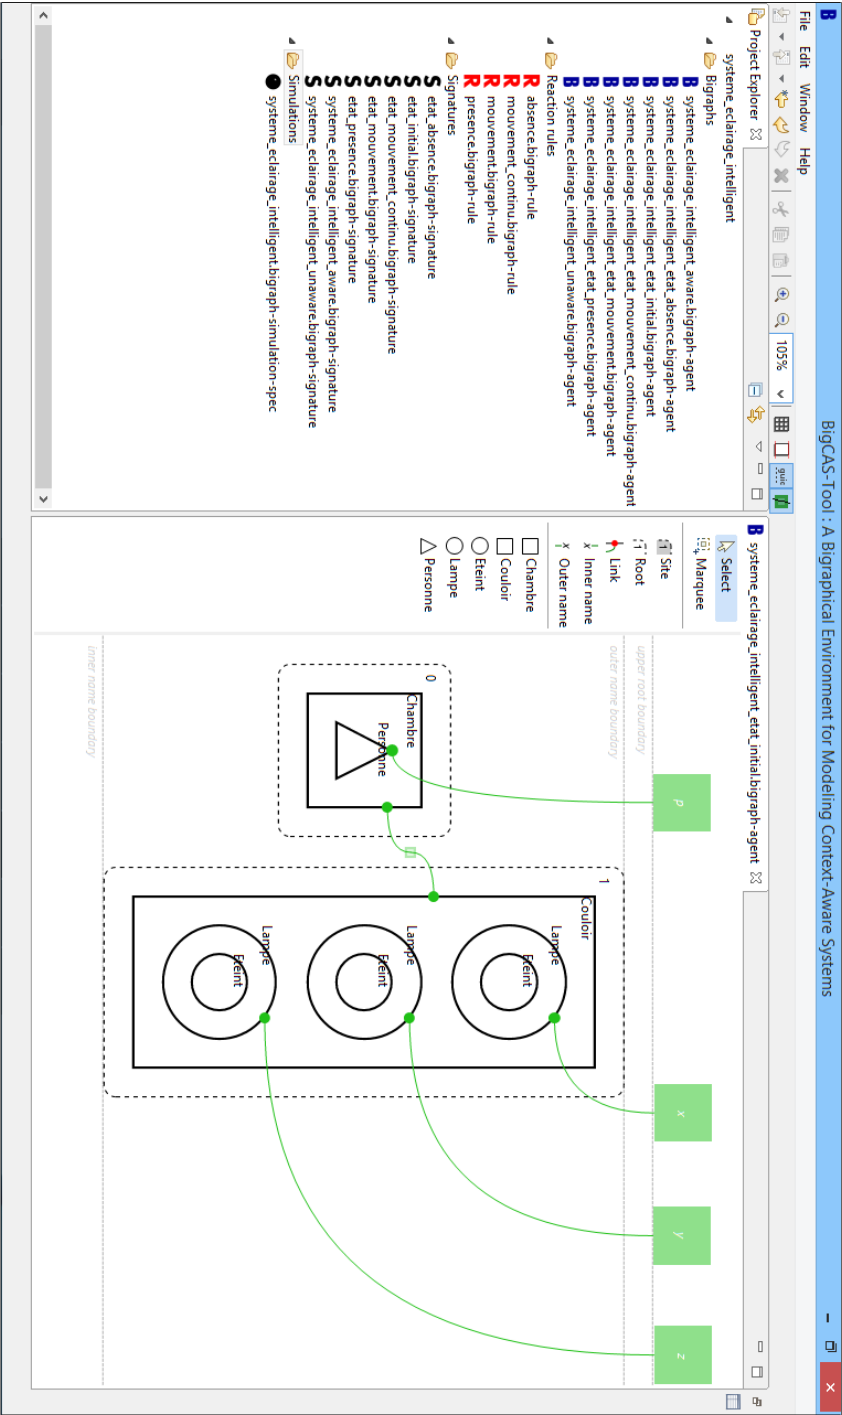 BigCAS-Tool : A Bigraphical Environment for Modeling Context-Aware Systems
File Edit Window Help
105%
guic
Project Explorer
systeme_eclairage_intelligent
Bigraphs
systeme_eclairage_intelligent_aware.bigraph-agent
systeme_eclairage_intelligent_etat_absence.bigraph-agent
systeme_eclairage_intelligent_etat_initial.bigraph-agent
systeme_eclairage_intelligent_etat_mouvement_continu.bigraph-agent
systeme_eclairage_intelligent_etat_mouvement.bigraph-agent
systeme_eclairage_intelligent_etat_presence.bigraph-agent
systeme_eclairage_intelligent_unaware.bigraph-agent
Reaction rules
absence.bigraph-rule
mouvement_continu.bigraph-rule
mouvement.bigraph-rule
presence.bigraph-rule
Signatures
etat_absence.bigraph-signature
etat_initial.bigraph-signature
etat_mouvement_continu.bigraph-signature
etat_mouvement.bigraph-signature
etat_presence.bigraph-signature
systeme_eclairage_intelligent_aware.bigraph-signature
systeme_eclairage_intelligent_unaware.bigraph-signature
Simulations
systeme_eclairage_intelligent.bigraph-simulation-spec
systeme_eclairage_intelligent_etat_initial.bigraph-agent
Select
Marquee
Site
Root
Link
Inner name
Outer name
Chambre
Couloir
Eteint
Lampe
Personne
p
x
y
z
upper root boundary
outer name boundary
0
Chambre
Personne
1
Couloir
Lampe
Eteint
Lampe
Eteint
Lampe
Eteint
inner name boundary